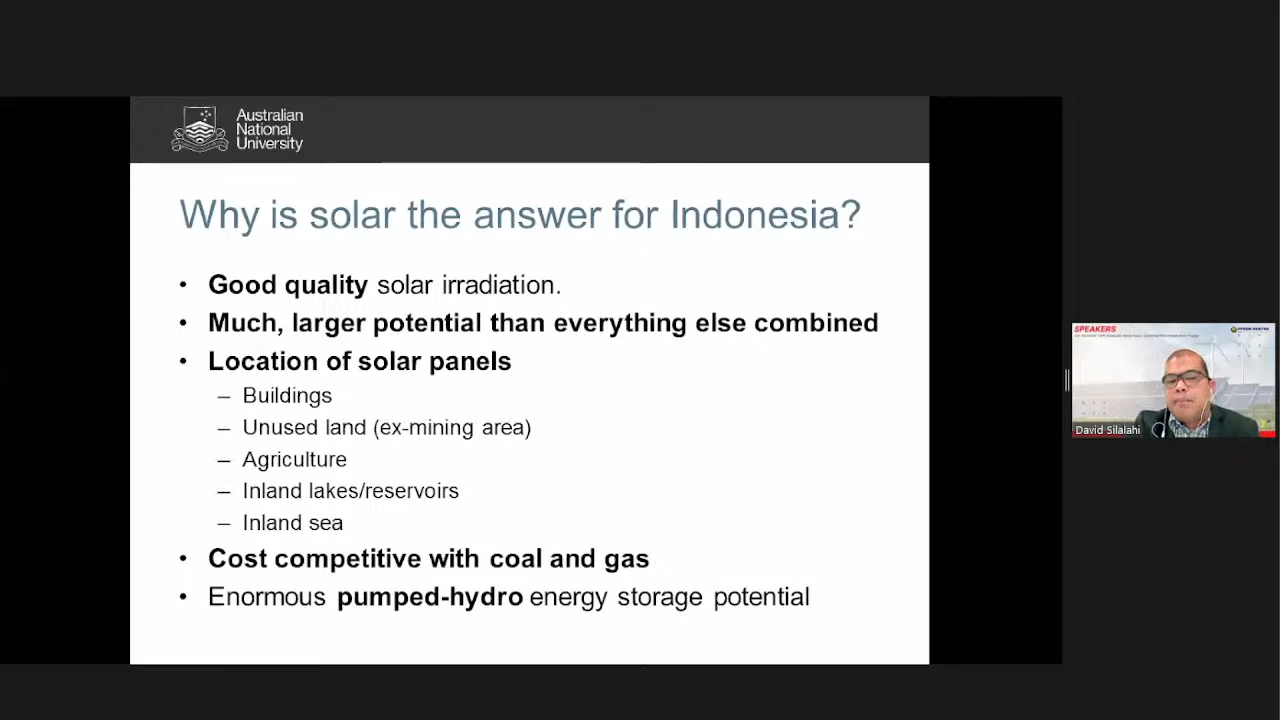 Australian
National
University
Why is solar the answer for Indonesia?
• Good quality solar irradiation.
• Much, larger potential than everything else combined
• Location of solar panels
– Buildings
– Unused land (ex-mining area)
– Agriculture
– Inland lakes/reservoirs
– Inland sea
• Cost competitive with coal and gas
• Enormous pumped-hydro energy storage potential
SPEAKERS
David Silalahi